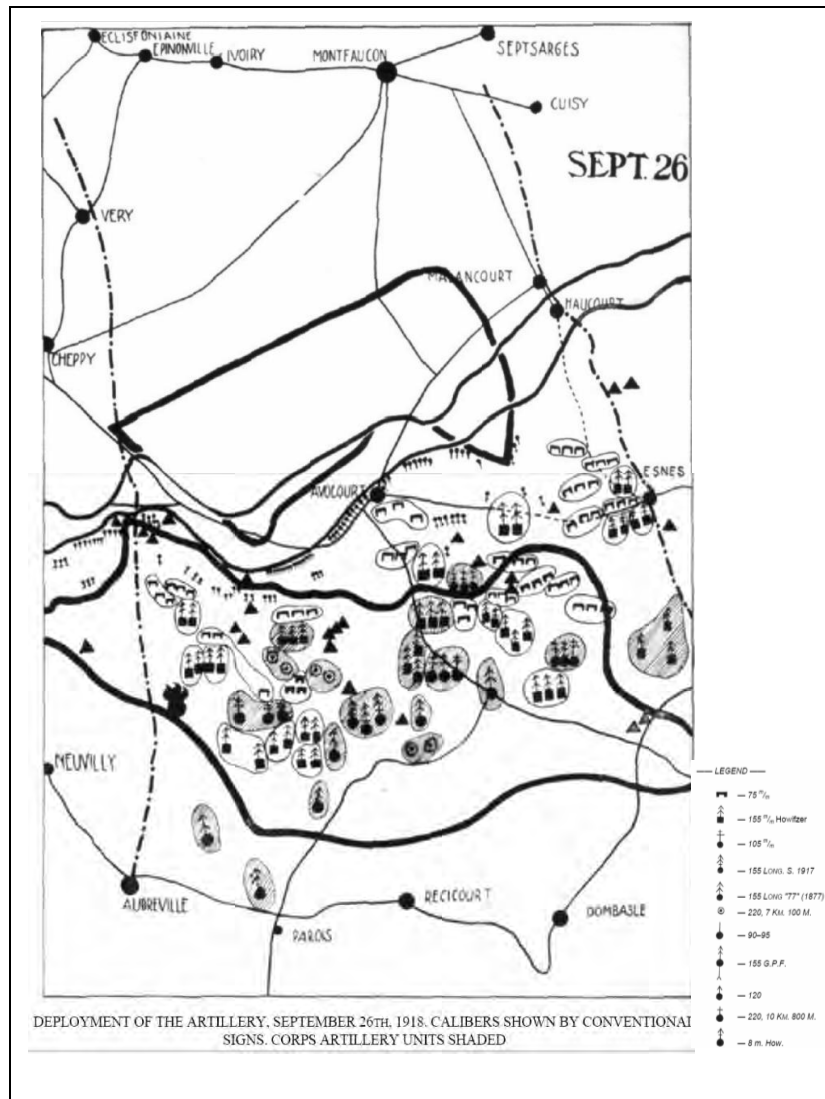 ECLISFONTAINE
EPINONVILLE
IVOIRY
MONTFAUCON
SEPTSARGES
CUISY
SEPT. 26
VERY
MALANCOURT
HAUCOURT
CHEPPY
ESNES
AVOCOURT
NEUVILLY
LEGEND
— 75 m/m
— 155 m/m Howitzer
— 105 m/m
— 155 LONG. S. 1917
— 155 LONG "77" (1877)
— 220, 7 KM. 100 M.
— 90–95
— 155 G.P.F.
— 120
— 220, 10 KM. 800 M.
— 8 m. How.
AUBREVILLE
RECICOURT
DOMBASLE
PAROIS
DEPLOYMENT OF THE ARTILLERY, SEPTEMBER 26TH, 1918. CALIBERS SHOWN BY CONVENTIONAL
SIGNS. CORPS ARTILLERY UNITS SHADED